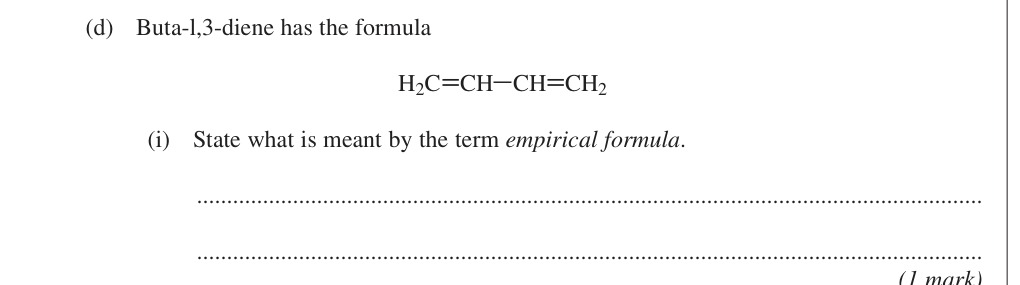 (d) Buta-l,3-diene has the formula
H₂C=CH−CH=CH₂
(i) State what is meant by the term empirical formula.
(1 mark)